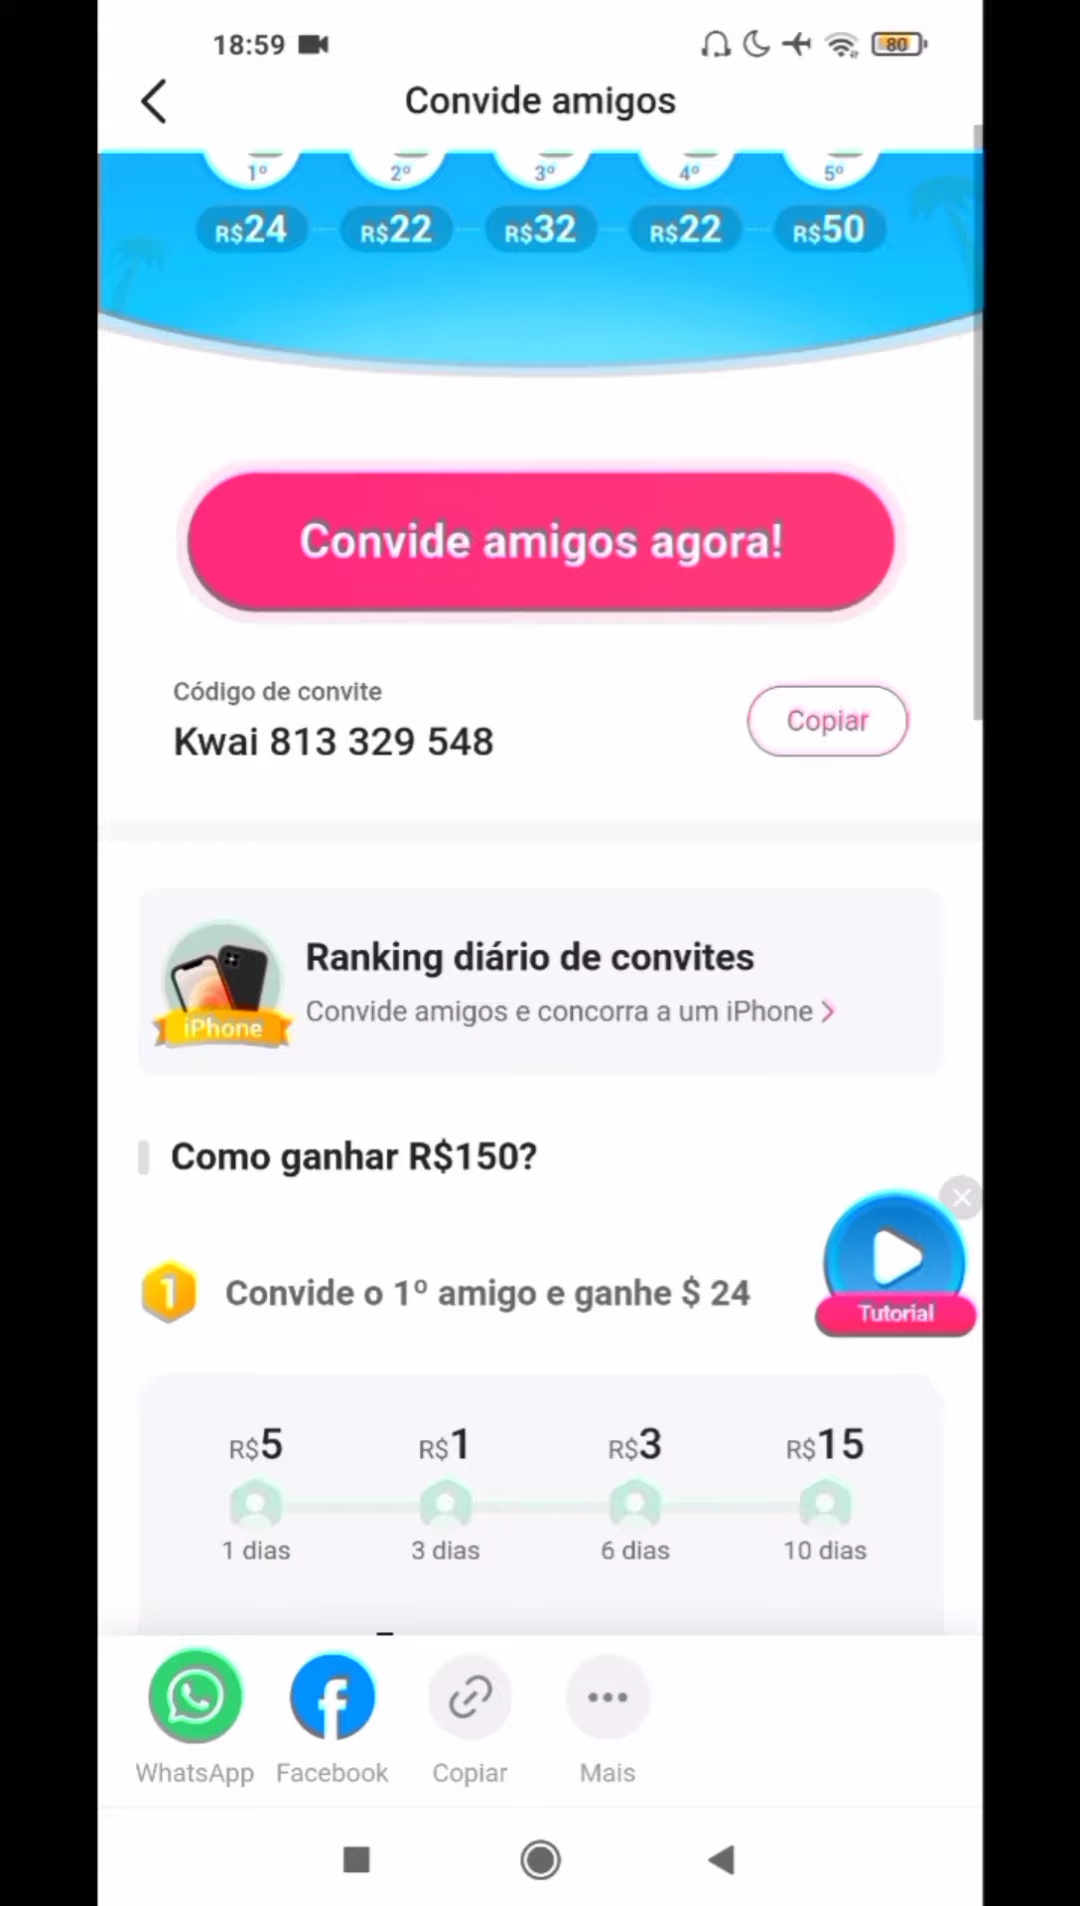 18:59
80
Convide amigos
1º 2º 3º 4º 5º
R$24 R$22 R$32 R$22 R$50
Convide amigos agora!
Código de convite
Kwai 813 329 548
Copiar
Ranking diário de convites
Convide amigos e concorra a um iPhone
iPhone
Como ganhar R$150?
1 Convide o 1º amigo e ganhe $ 24
Tutorial
R$5 R$1 R$3 R$15
1 dias 3 dias 6 dias 10 dias
WhatsApp Facebook Copiar Mais